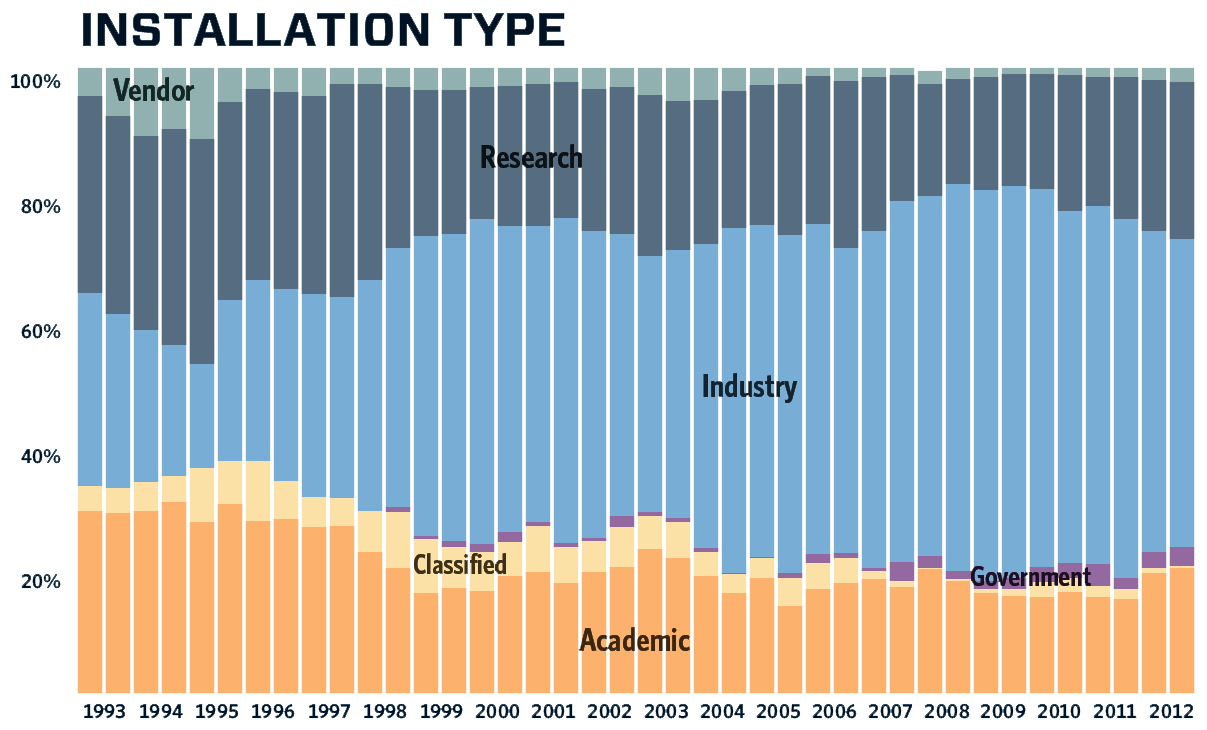 INSTALLATION TYPE
100%
Vendor
Research
80%
60%
Industry
40%
Classified
20%
Government
Academic
1993 1994 1995 1996 1997 1998 1999 2000 2001 2002 2003 2004 2005 2006 2007 2008 2009 2010 2011 2012